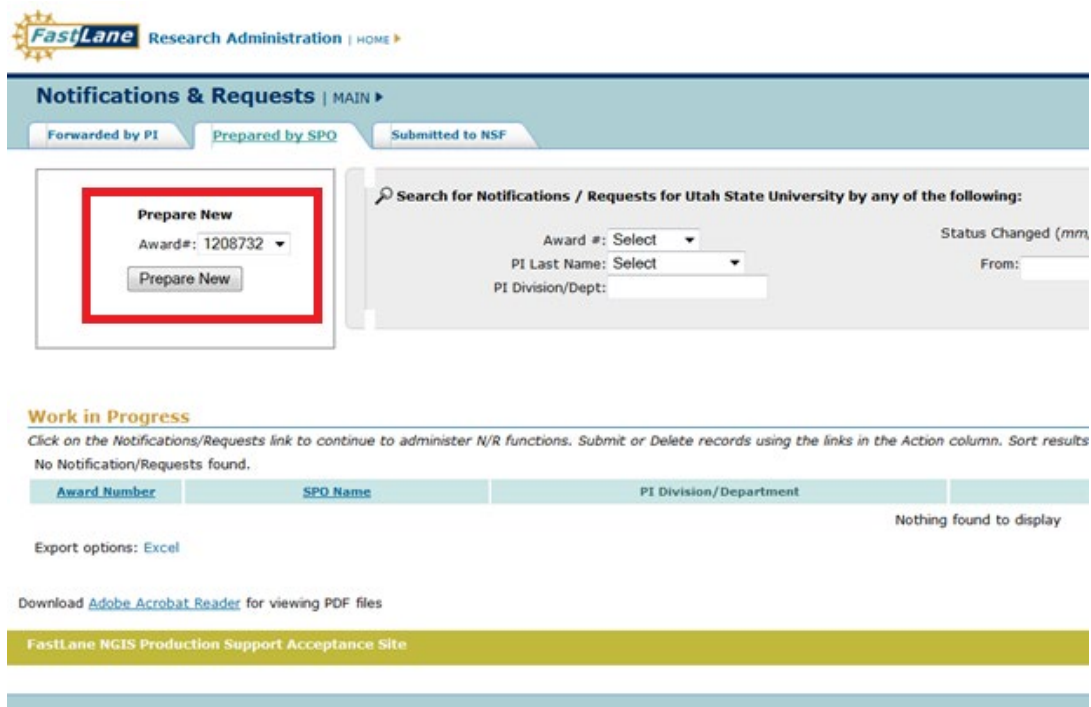 FastLane Research Administration | HOME
Notifications & Requests | MAIN
Forwarded by PI Prepared by SPO Submitted to NSF
Prepare New
Award#: 1208732
Prepare New
Search for Notifications / Requests for Utah State University by any of the following:
Award #: Select
PI Last Name: Select
PI Division/Dept:
Status Changed (mm/
From:
Work in Progress
Click on the Notifications/Requests link to continue to administer N/R functions. Submit or Delete records using the links in the Action column. Sort results
No Notification/Requests found.
Award Number SPO Name PI Division/Department
Nothing found to display
Export options: Excel
Download Adobe Acrobat Reader for viewing PDF files
FastLane NGIS Production Support Acceptance Site